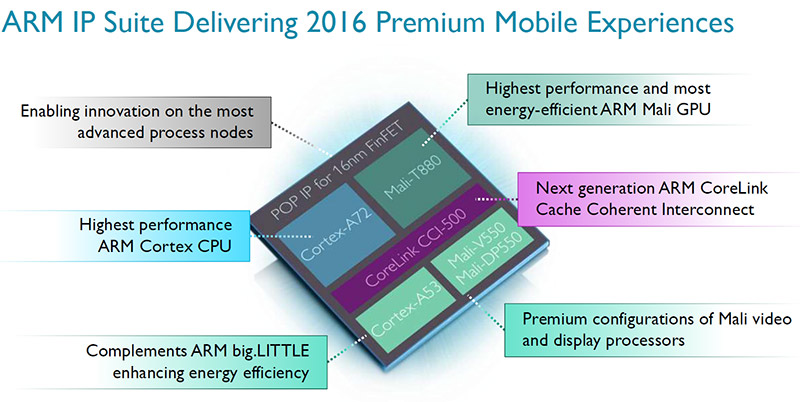 ARM IP Suite Delivering 2016 Premium Mobile Experiences
Enabling innovation on the most
advanced process nodes
Highest performance and most
energy-efficient ARM Mali GPU
POP IP for 16nm FinFET
Mali-T880
Cortex-A72
Next generation ARM CoreLink
Cache Coherent Interconnect
Highest performance
ARM Cortex CPU
CoreLink CCI-500
Mali-V550
Mali-DP550
Cortex-A53
Premium configurations of Mali video
and display processors
Complements ARM big.LITTLE
enhancing energy efficiency